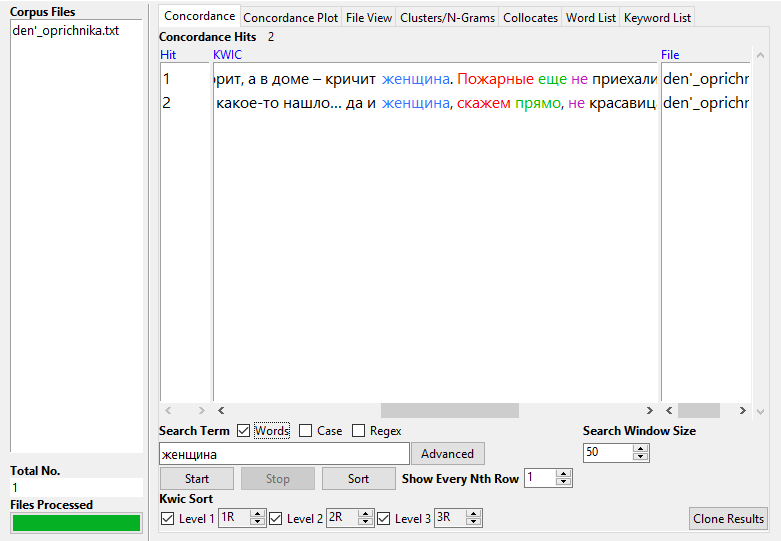 Corpus Files
den'_oprichnika.txt
Total No.
1
Files Processed
Concordance Concordance Plot File View Clusters/N-Grams Collocates Word List Keyword List
Concordance Hits 2
Hit KWIC File
1 орит, а в доме – кричит женщина. Пожарные еще не приехали den'_oprichn
2 какое-то нашло... да и женщина, скажем прямо, не красавиц den'_oprichn
Search Term Words Case Regex Search Window Size
женщина Advanced 50
Start Stop Sort Show Every Nth Row 1
Kwic Sort
Level 1 1R Level 2 2R Level 3 3R Clone Results